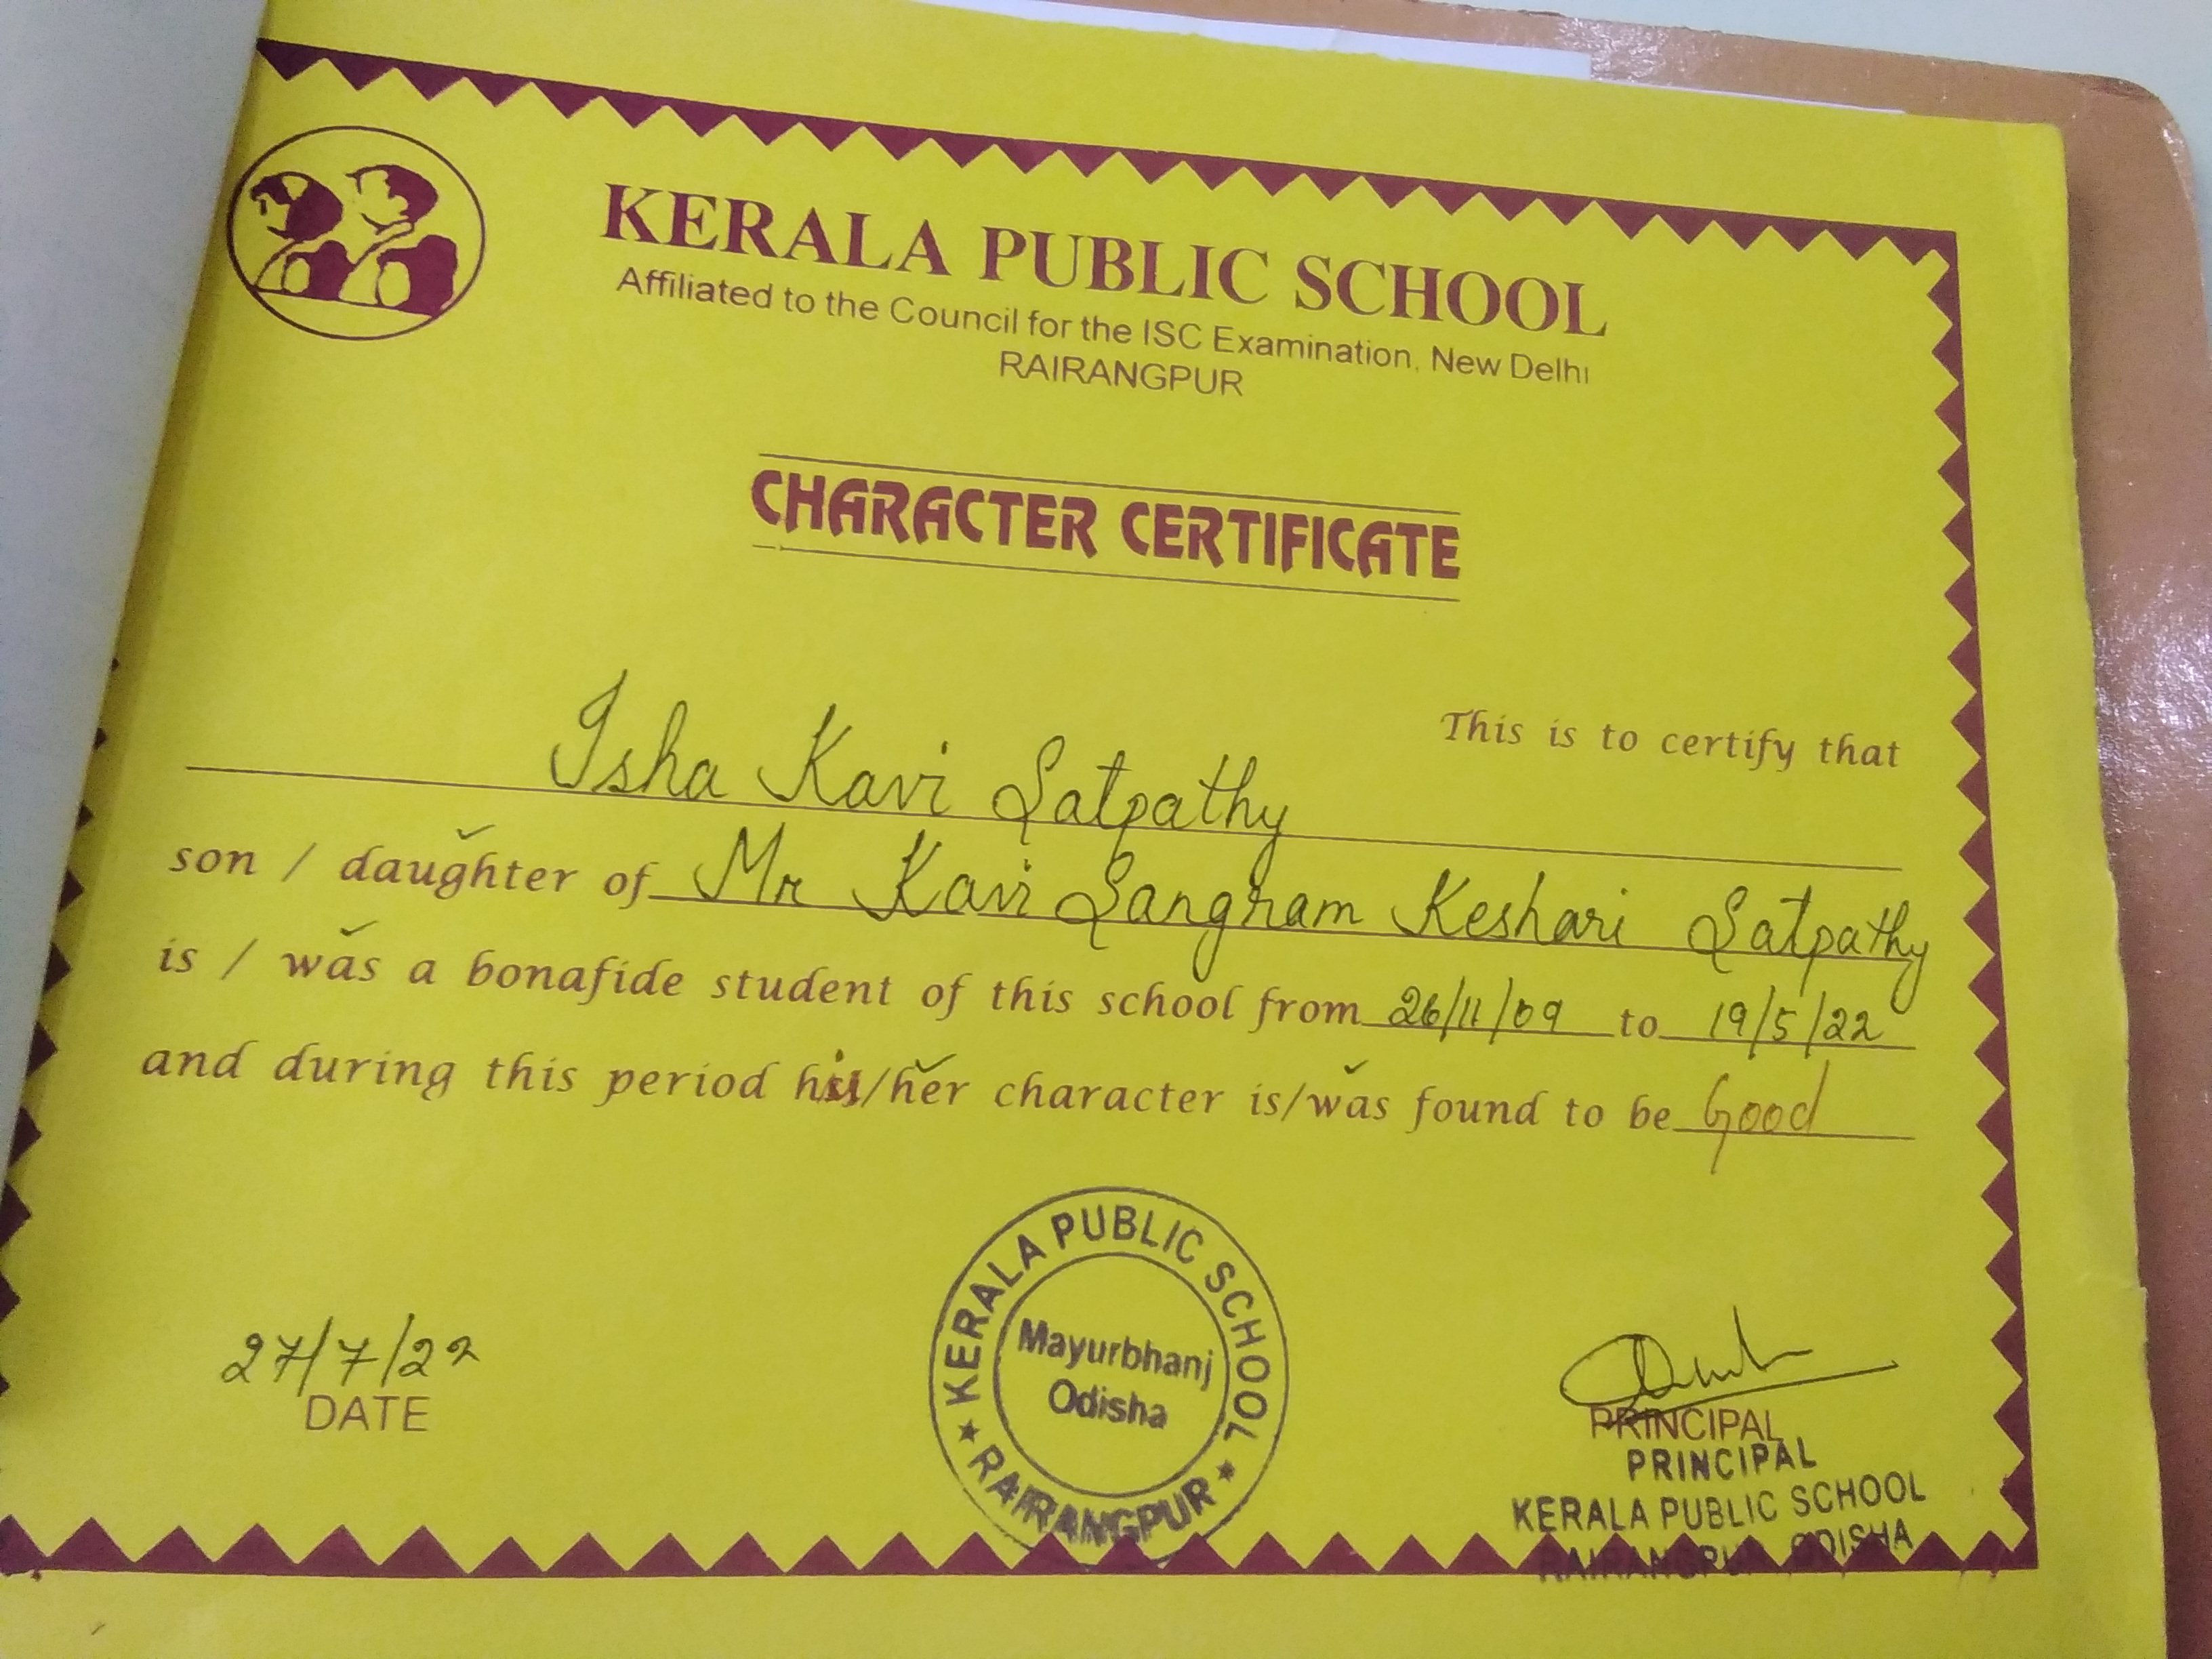 KERALA PUBLIC SCHOOL
Affiliated to the Council for the ISC Examination, New Delhi
RAIRANGPUR
CHARACTER CERTIFICATE
This is to certify that
Isha Kavi Satpathy
son / daughter of Mr Kavi Sangram Keshari Satpathy
is / was a bonafide student of this school from 26/11/09 to 19/5/22
and during this period his/her character is/was found to be Good
27/7/22
DATE
KERALA PUBLIC SCHOOL
Mayurbhanj
Odisha
★ RAIRANGPUR ★
PRINCIPAL
PRINCIPAL
KERALA PUBLIC SCHOOL
RAIRANGPUR ODISHA